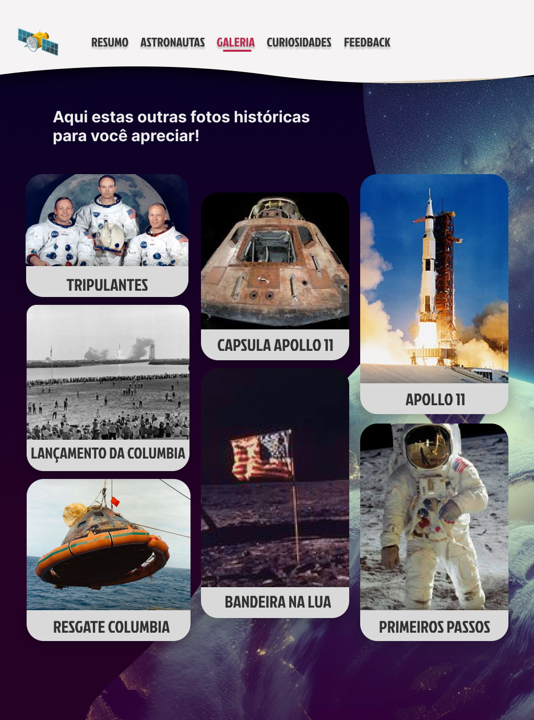 RESUMO ASTRONAUTAS GALERIA CURIOSIDADES FEEDBACK
Aqui estas outras fotos históricas
para você apreciar!
TRIPULANTES
CAPSULA APOLLO 11
APOLLO 11
LANÇAMENTO DA COLUMBIA
BANDEIRA NA LUA
RESGATE COLUMBIA
PRIMEIROS PASSOS